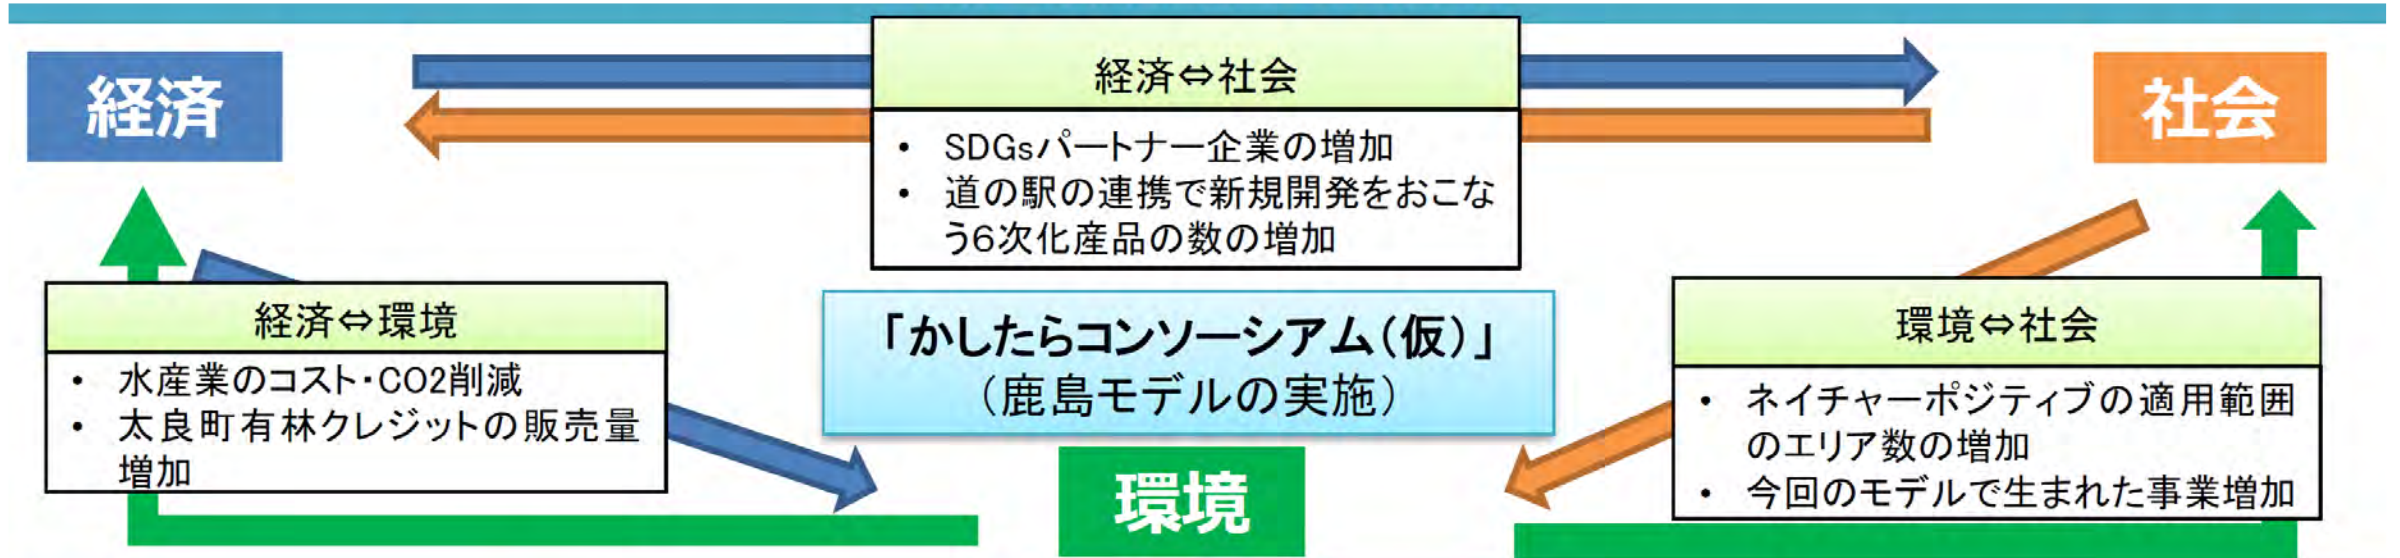 経済
経済⇔社会
• SDGsパートナー企業の増加
• 道の駅の連携で新規開発をおこな
う6次化産品の数の増加
社会
経済⇔環境
• 水産業のコスト・CO2削減
• 太良町有林クレジットの販売量
増加
「かしたらコンソーシアム(仮)」
(鹿島モデルの実施)
環境⇔社会
• ネイチャーポジティブの適用範囲
のエリア数の増加
• 今回のモデルで生まれた事業増加
環境